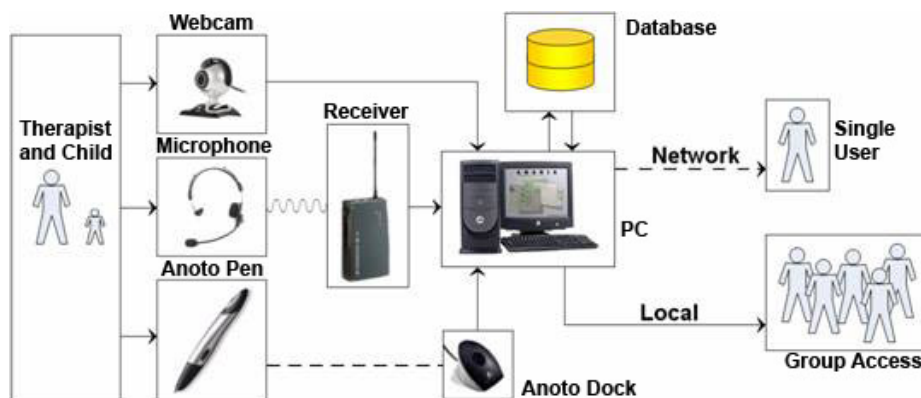 Webcam
Database
Receiver
Therapist
and Child
Microphone
Network
Single
User
PC
Anoto Pen
Local
Anoto Dock
Group Access